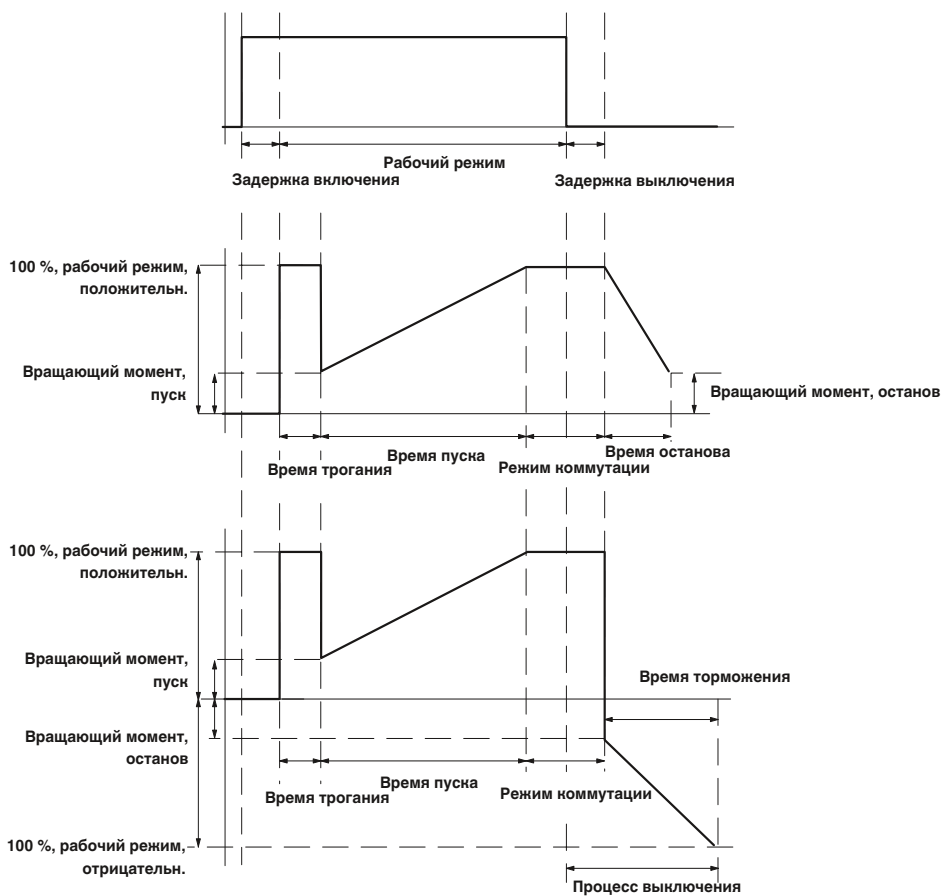 Рабочий режим
Задержка включения
Задержка выключения
100 %, рабочий режим,
положительн.
Вращающий момент,
пуск
Вращающий момент, останов
Время трогания
Время пуска
Режим коммутации
Время останова
100 %, рабочий режим,
положительн.
Вращающий момент,
пуск
Время торможения
Вращающий момент,
останов
Время трогания
Время пуска
Режим коммутации
100 %, рабочий режим,
отрицательн.
Процесс выключения